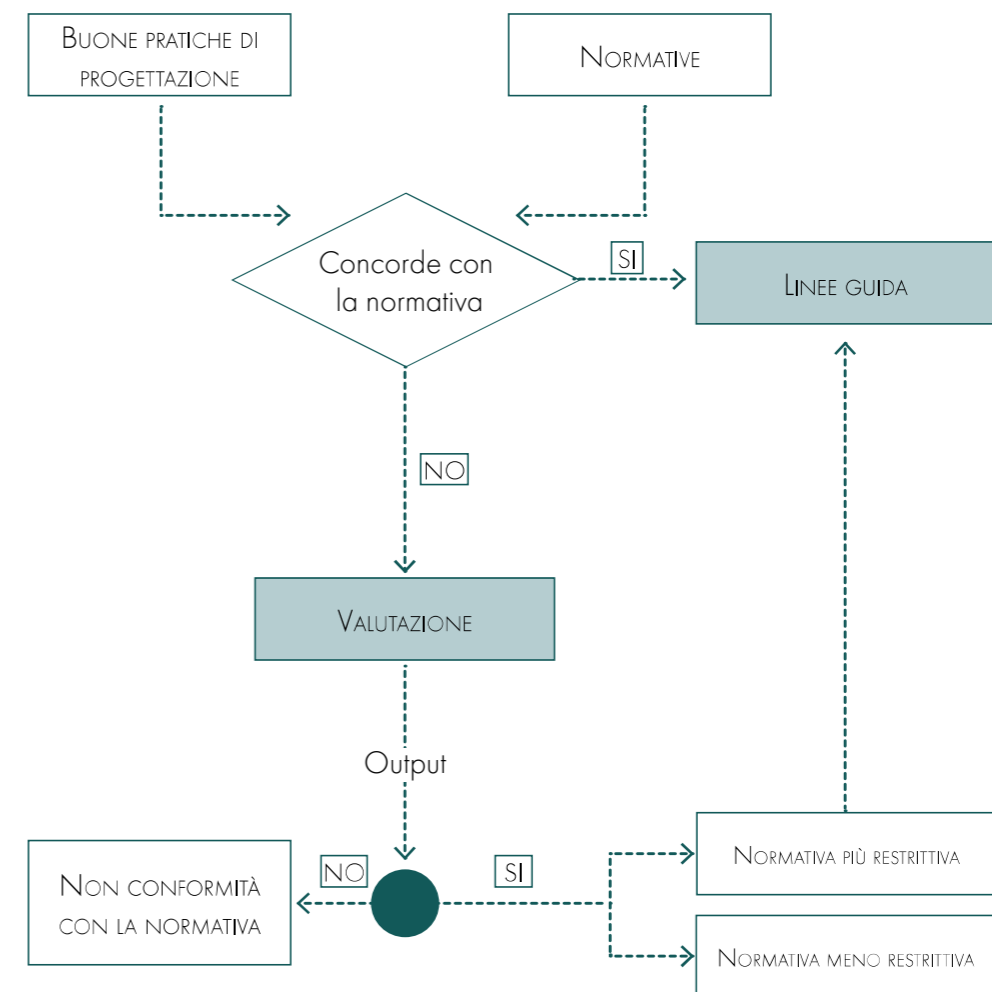 Buone pratiche di
progettazione
Normative
Concorde con
la normativa
SI
Linee guida
NO
Valutazione
Output
Non conformità
con la normativa
NO
SI
Normativa più restrittiva
Normativa meno restrittiva